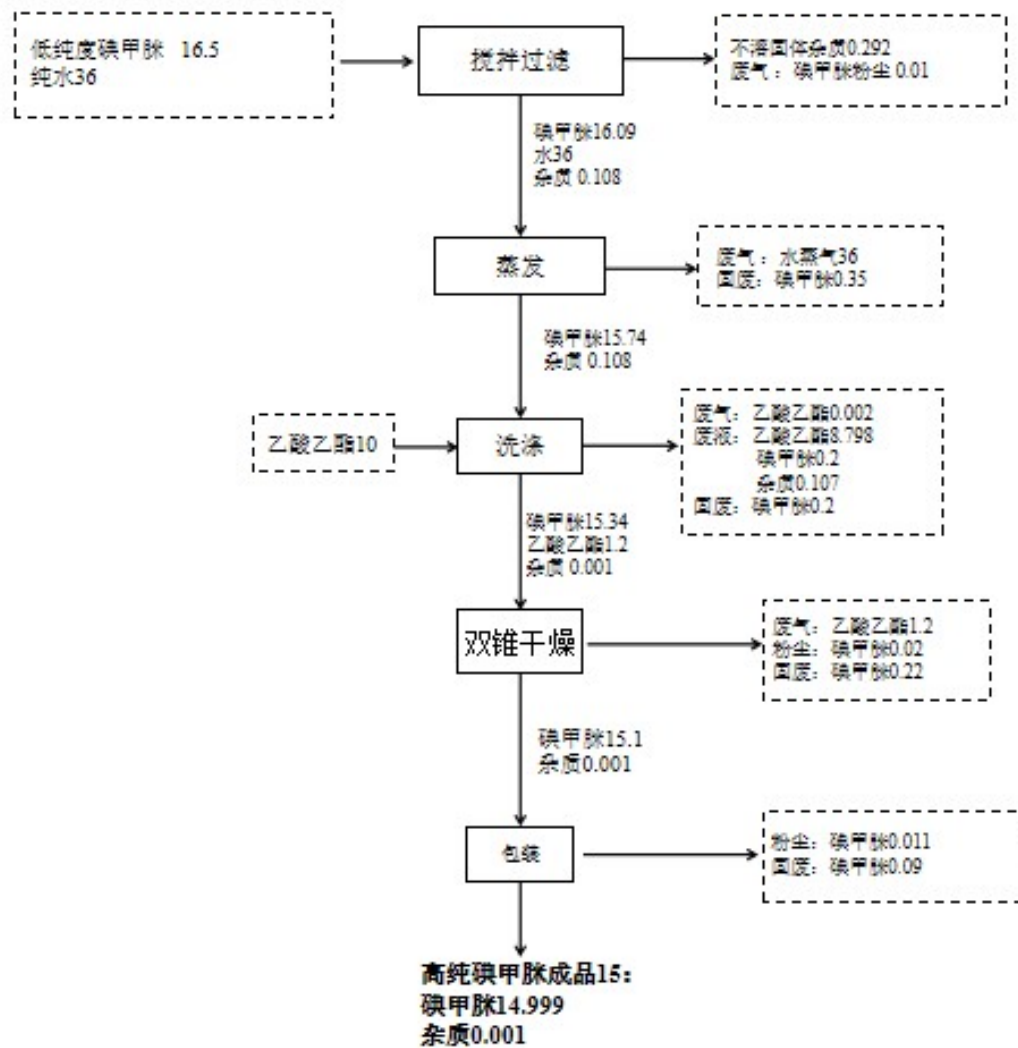 低纯度碘甲脒 16.5
纯水36
搅拌过滤
不溶固体杂质0.292
废气：碘甲脒粉尘 0.01
碘甲脒16.09
水36
杂质 0.108
蒸发
废气：水蒸气36
固废：碘甲脒0.35
碘甲脒15.74
杂质 0.108
乙酸乙酯10
洗涤
废气：乙酸乙酯0.002
废液：乙酸乙酯8.798
碘甲脒0.2
杂质0.107
固废：碘甲脒0.2
碘甲脒15.34
乙酸乙酯1.2
杂质 0.001
双锥干燥
废气：乙酸乙酯1.2
粉尘：碘甲脒0.02
固废：碘甲脒0.22
碘甲脒15.1
杂质0.001
包装
粉尘：碘甲脒0.011
固废：碘甲脒0.09
高纯碘甲脒成品15：
碘甲脒14.999
杂质0.001